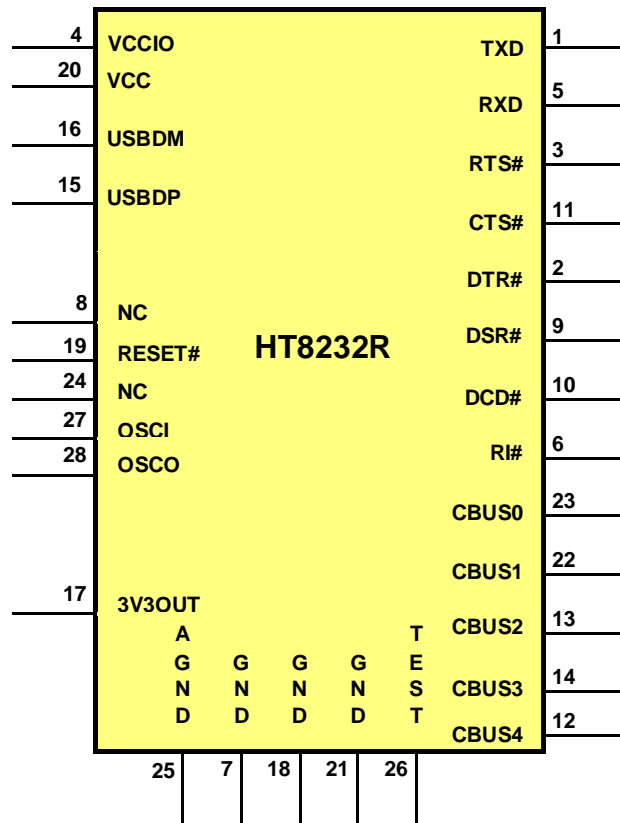 4 VCCIO
20 VCC
16 USBDM
15 USBDP
8 NC
19 RESET#
24 NC
27 OSCI
28 OSCO
17 3V3OUT
HT8232R
TXD 1
RXD 5
RTS# 3
CTS# 11
DTR# 2
DSR# 9
DCD# 10
RI# 6
CBUS0 23
CBUS1 22
CBUS2 13
CBUS3 14
CBUS4 12
AGND 25
GND 7
GND 18
GND 21
TEST 26